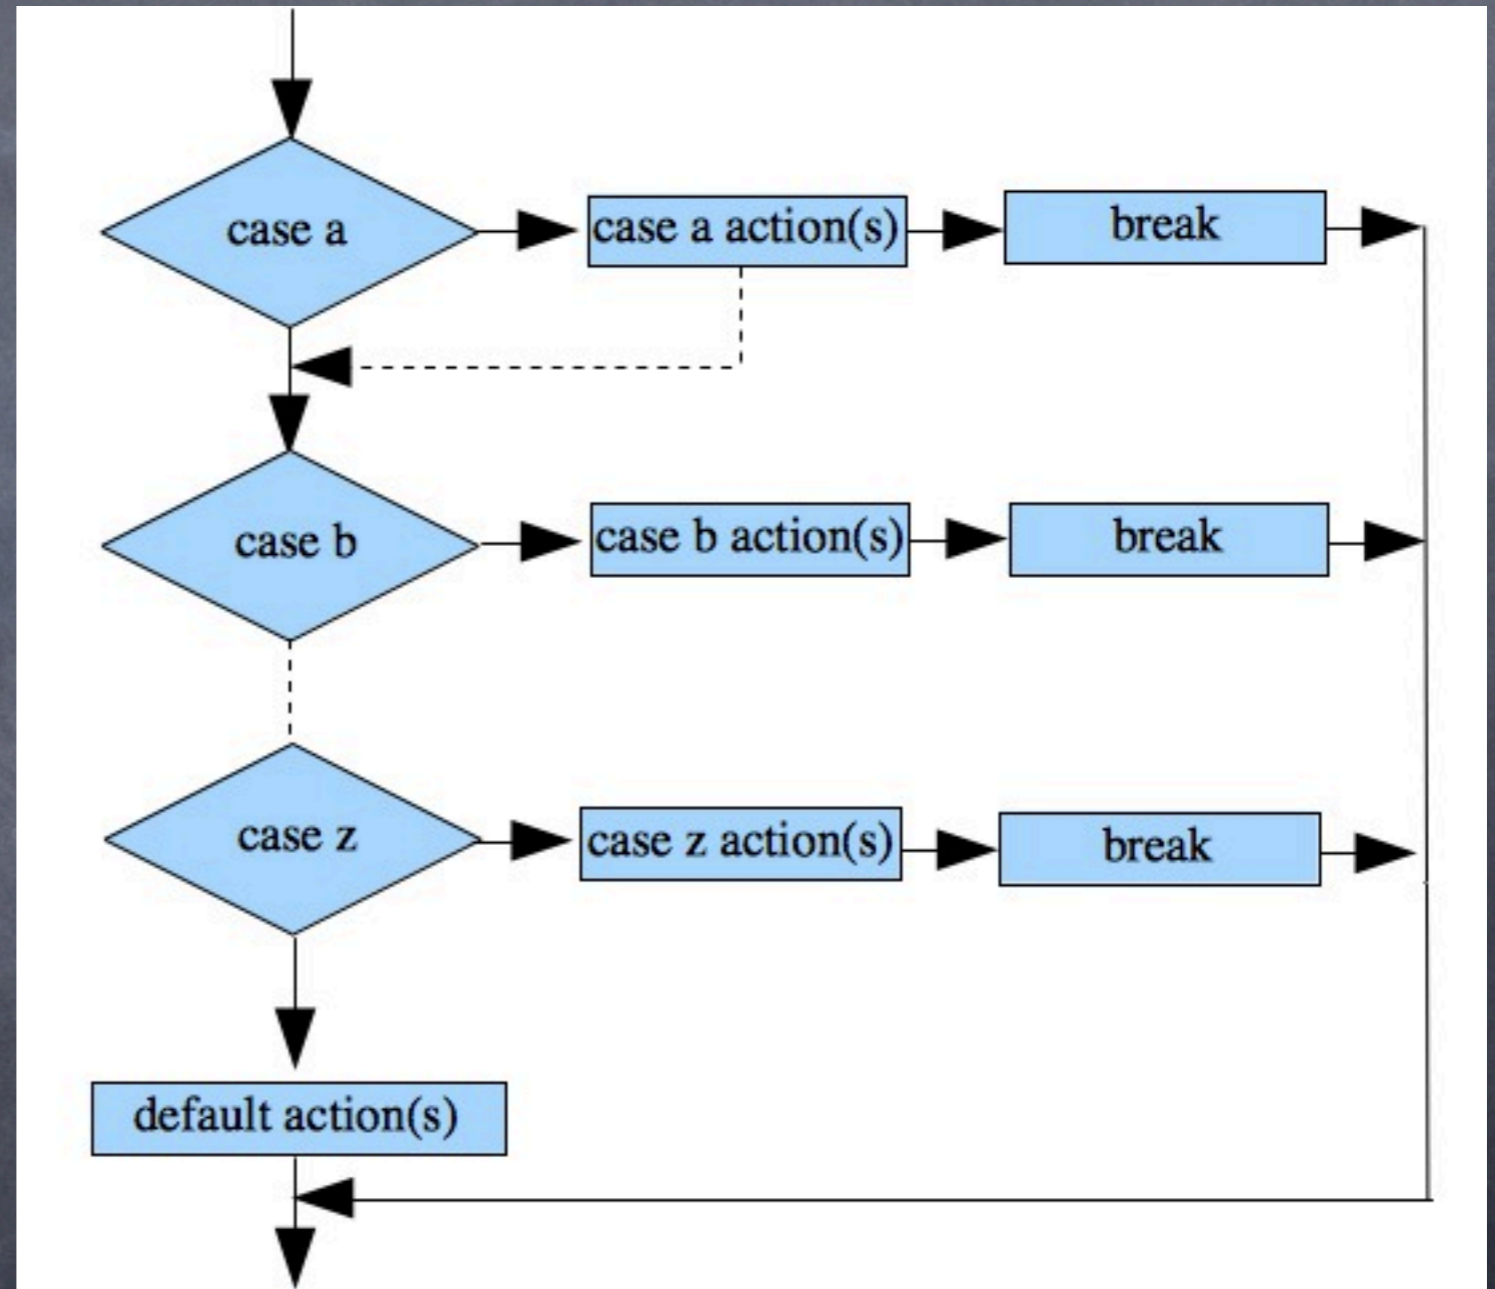 case a
case a action(s)
break
case b
case b action(s)
break
case z
case z action(s)
break
default action(s)